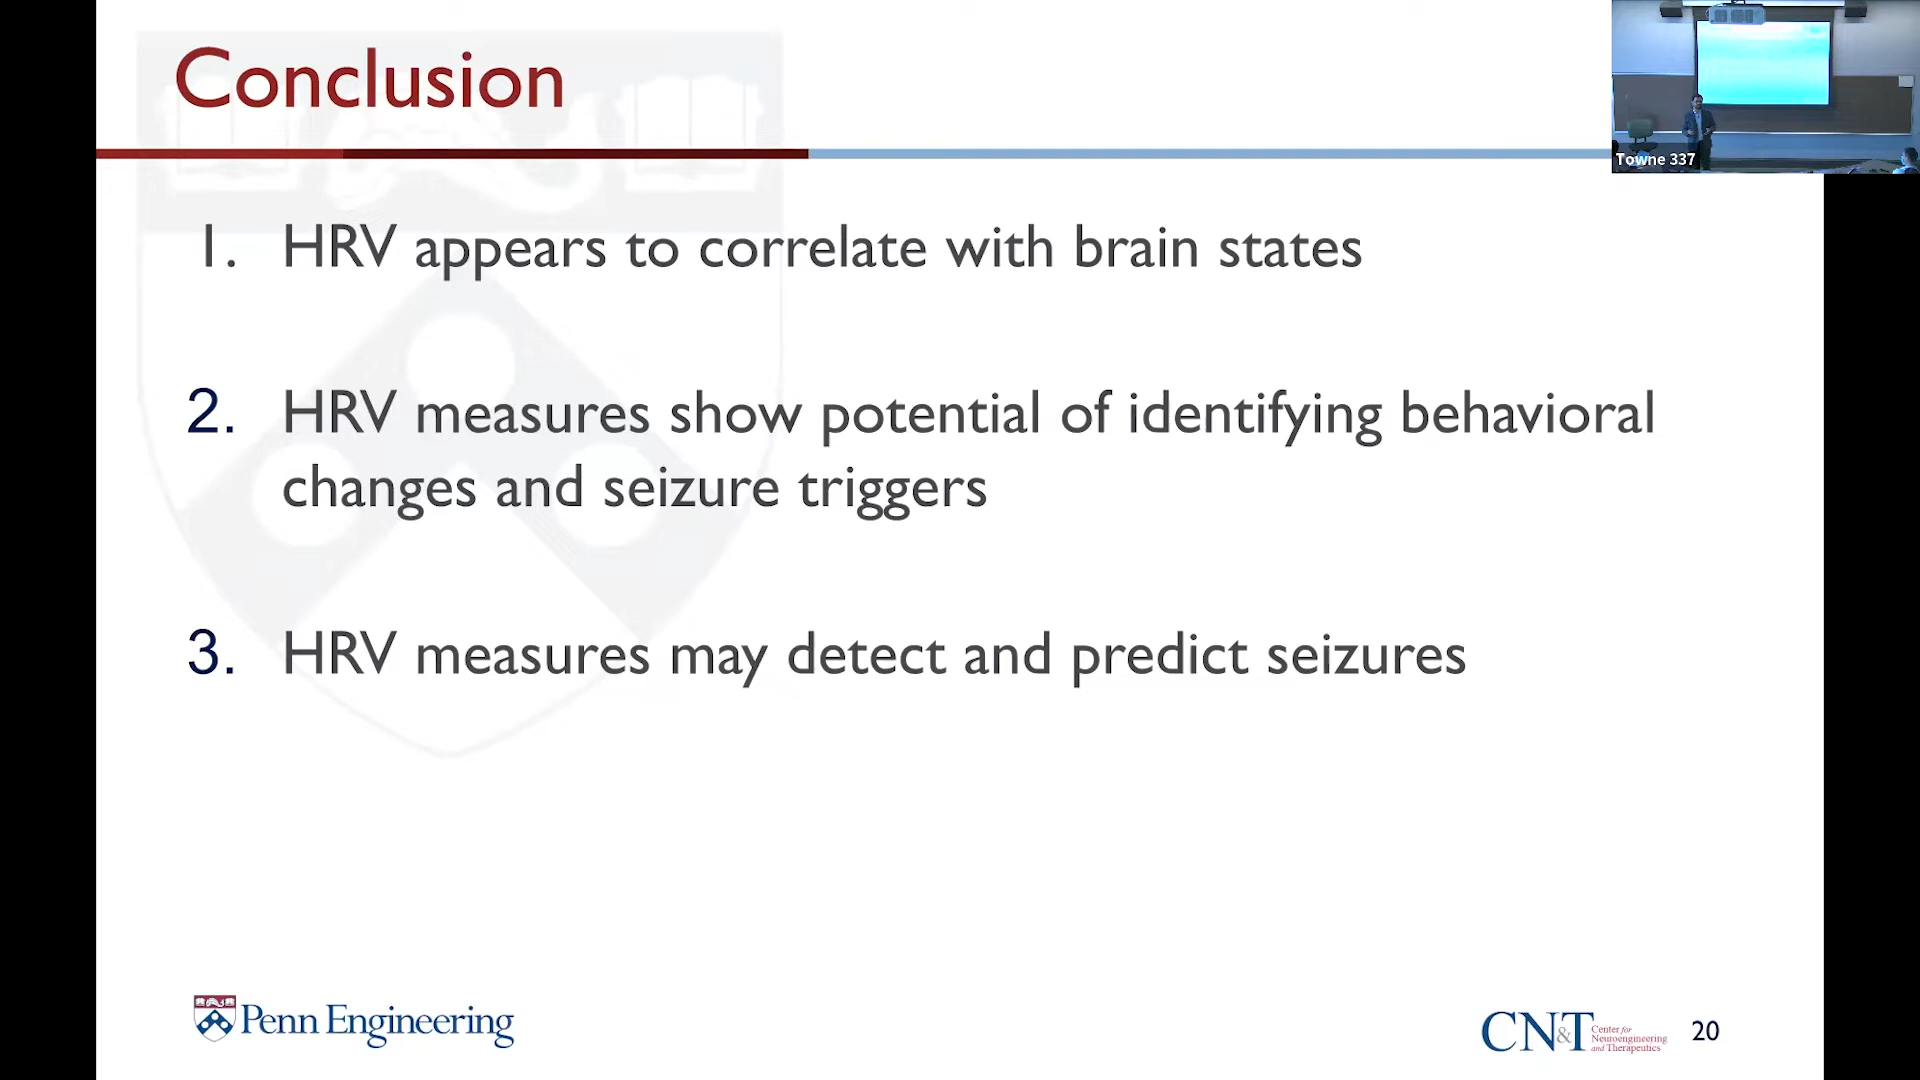 Conclusion
Towne 337
1. HRV appears to correlate with brain states
2. HRV measures show potential of identifying behavioral
changes and seizure triggers
3. HRV measures may detect and predict seizures
Penn Engineering
CN&T Center for
Neuroengineering
and Therapeutics
20